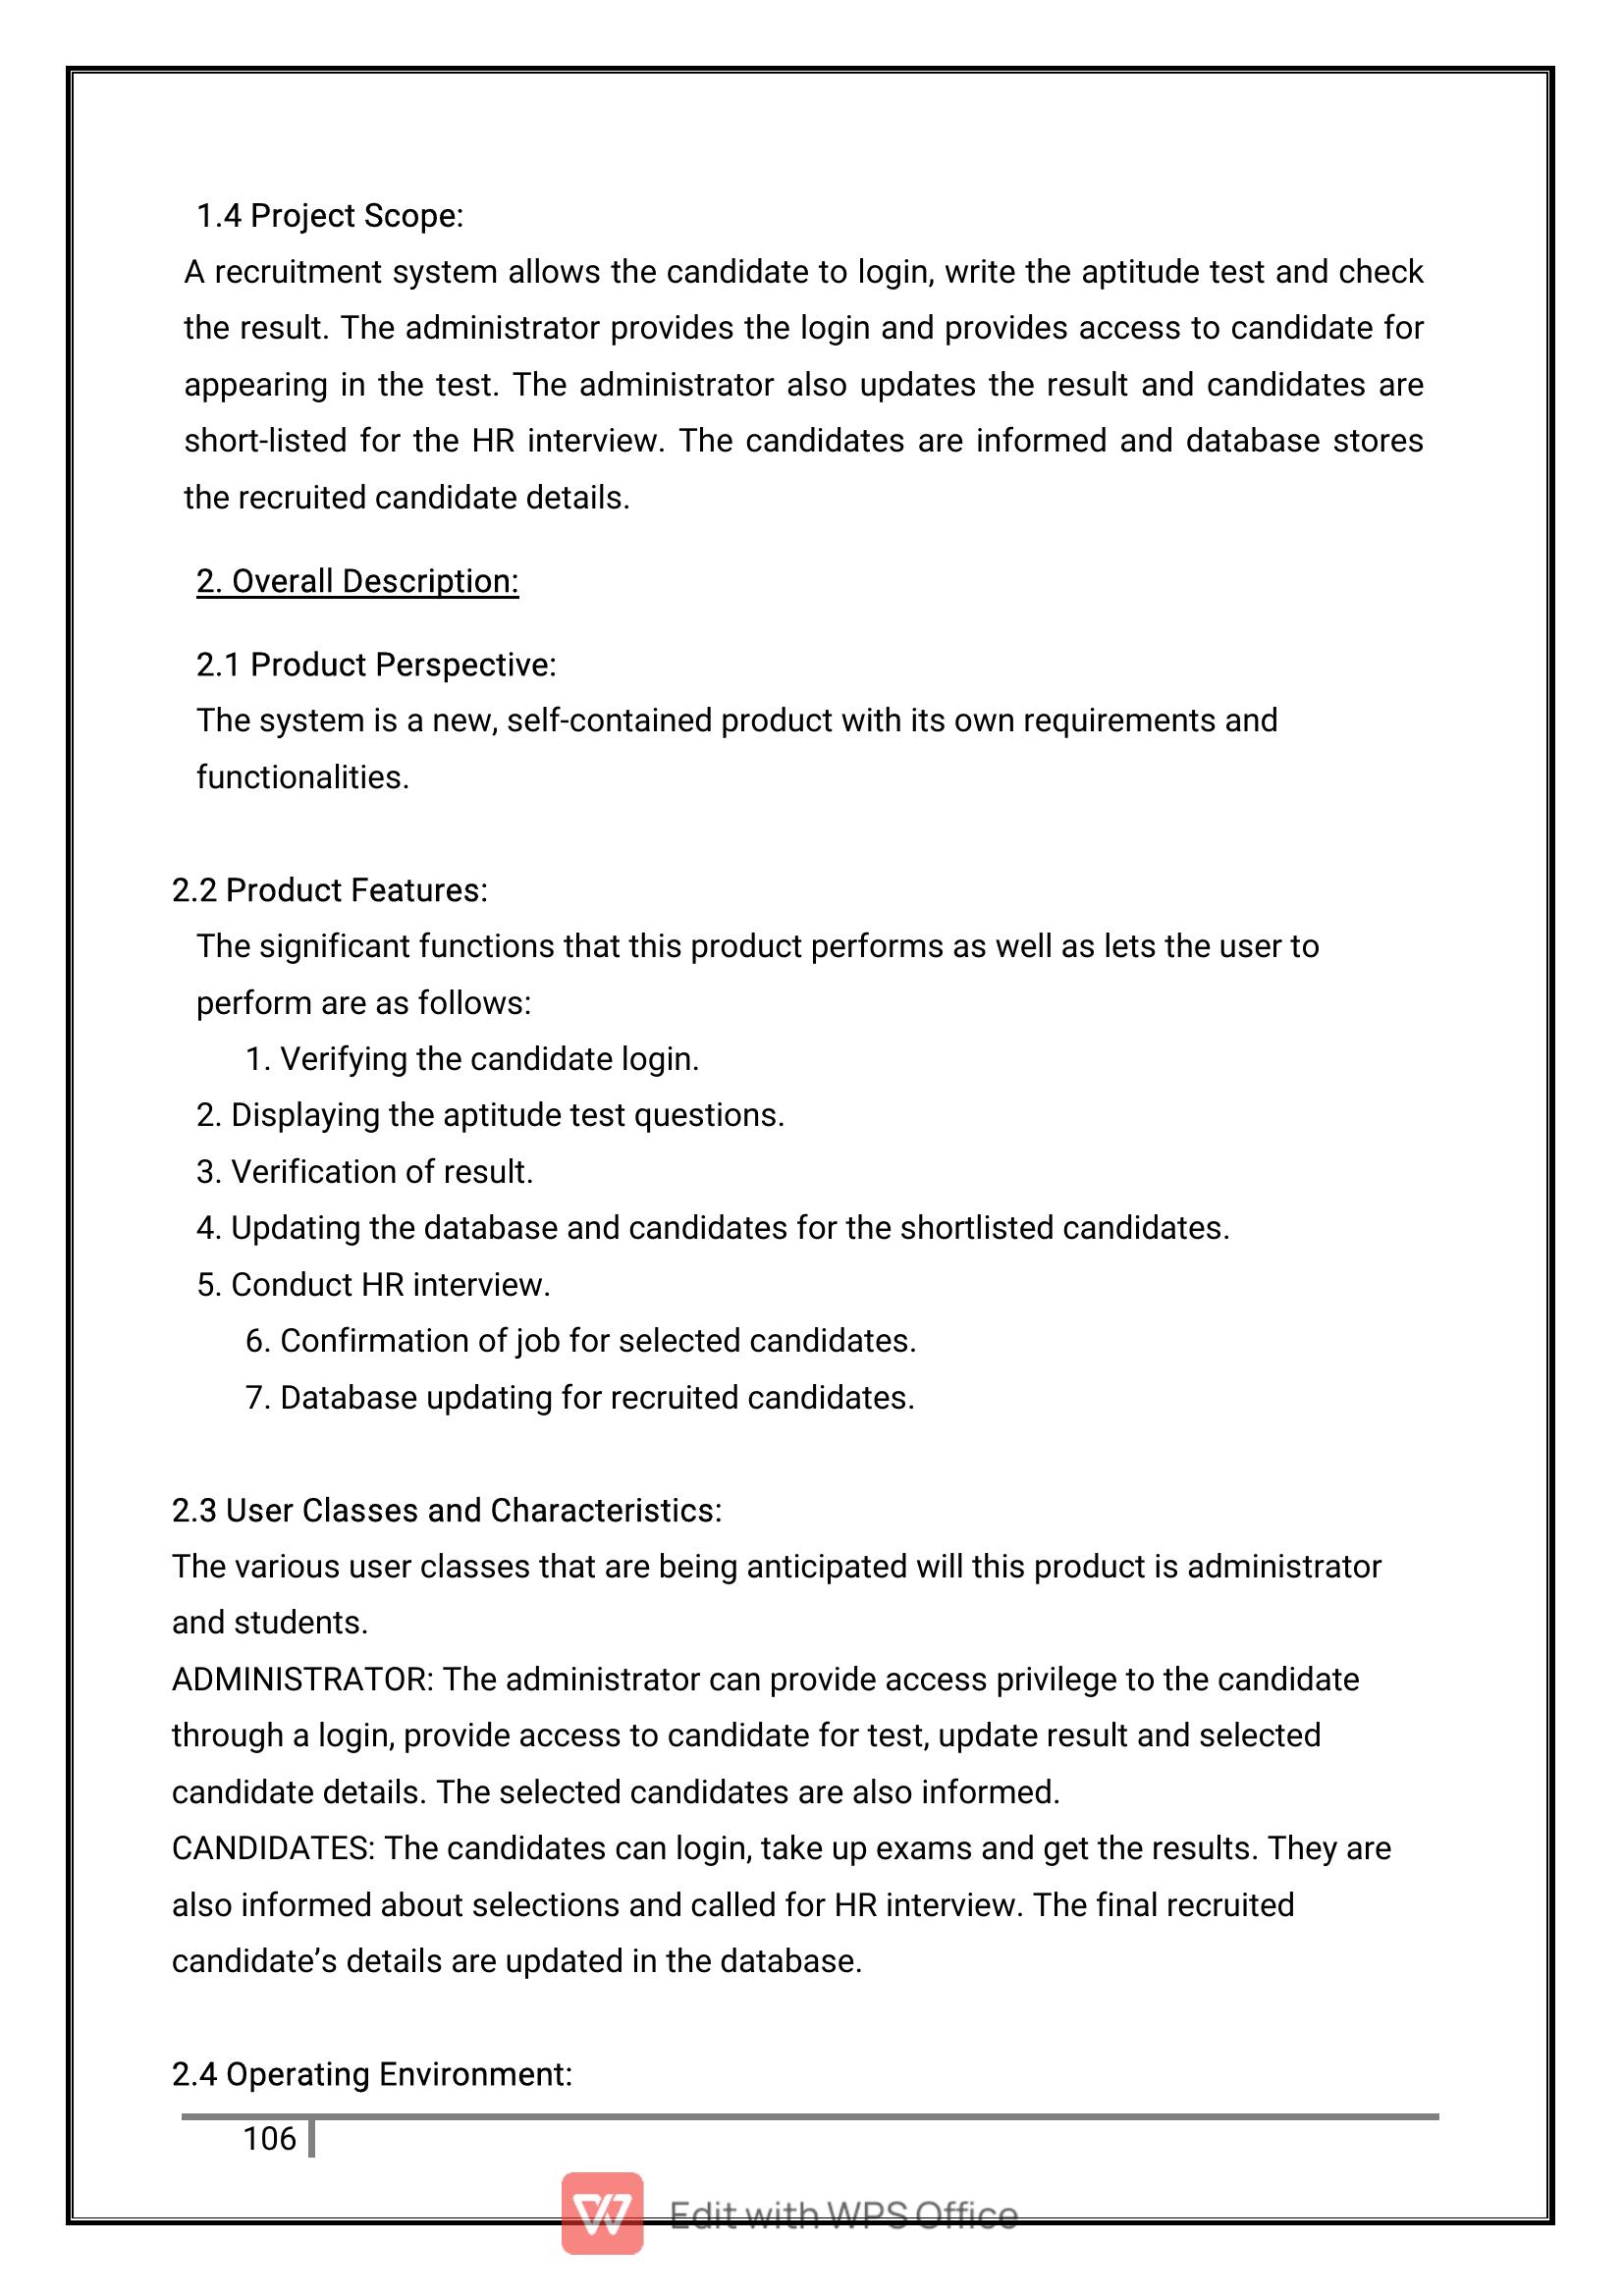 1.4 Project Scope:
A recruitment system allows the candidate to login, write the aptitude test and check
the result. The administrator provides the login and provides access to candidate for
appearing in the test. The administrator also updates the result and candidates are
short-listed for the HR interview. The candidates are informed and database stores
the recruited candidate details.
2. Overall Description:
2.1 Product Perspective:
The system is a new, self-contained product with its own requirements and
functionalities.
2.2 Product Features:
The significant functions that this product performs as well as lets the user to
perform are as follows:
1. Verifying the candidate login.
2. Displaying the aptitude test questions.
3. Verification of result.
4. Updating the database and candidates for the shortlisted candidates.
5. Conduct HR interview.
6. Confirmation of job for selected candidates.
7. Database updating for recruited candidates.
2.3 User Classes and Characteristics:
The various user classes that are being anticipated will this product is administrator
and students.
ADMINISTRATOR: The administrator can provide access privilege to the candidate
through a login, provide access to candidate for test, update result and selected
candidate details. The selected candidates are also informed.
CANDIDATES: The candidates can login, take up exams and get the results. They are
also informed about selections and called for HR interview. The final recruited
candidate’s details are updated in the database.
2.4 Operating Environment:
106
Edit with WPS Office